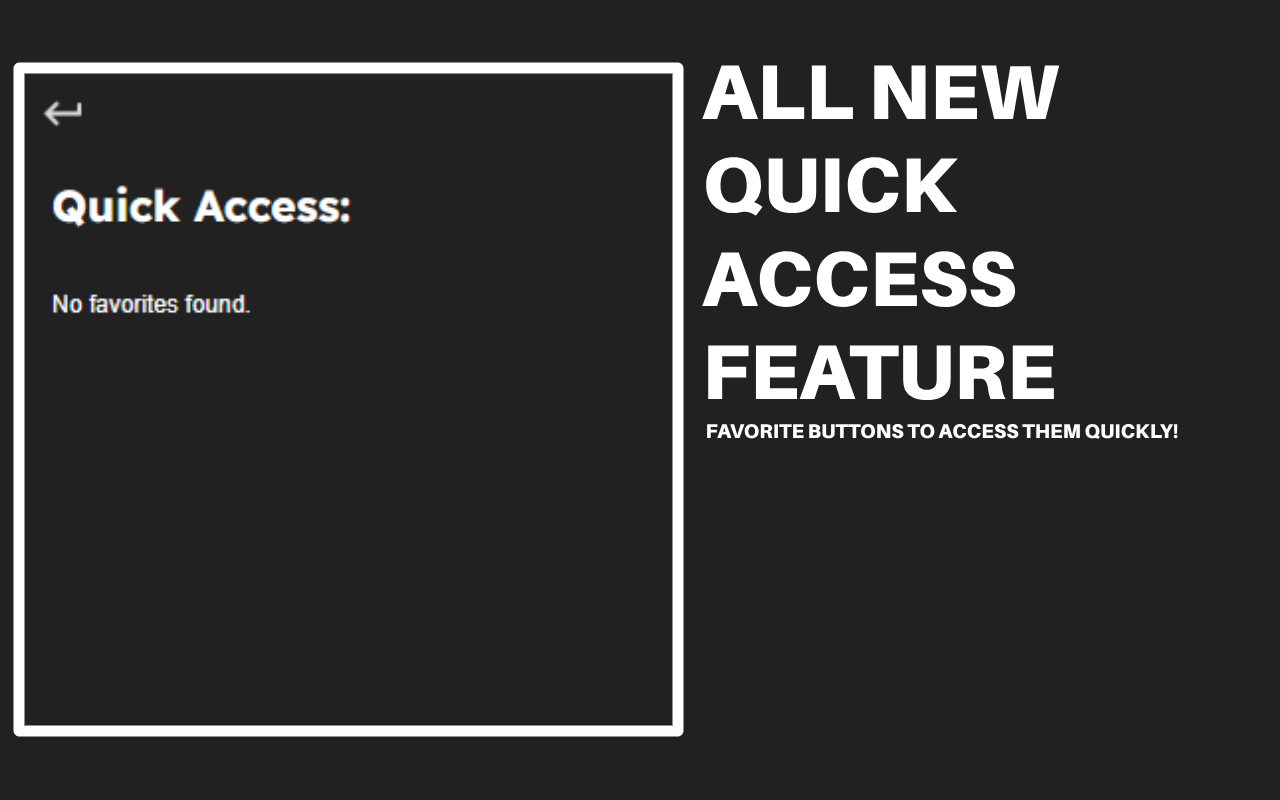 Quick Access:
No favorites found.
ALL NEW
QUICK
ACCESS
FEATURE
FAVORITE BUTTONS TO ACCESS THEM QUICKLY!